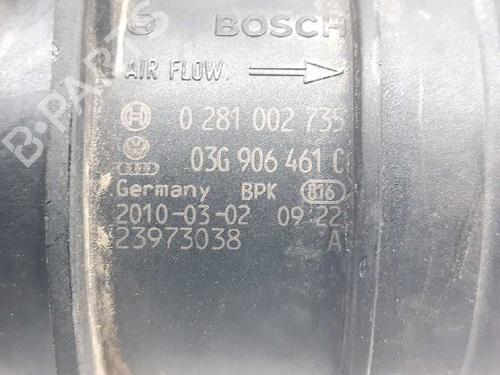 BOSCH
AIR FLOW.
0 281 002 735
03G 906 461 C
Germany BPK 816
2010-03-02 09:22
23973038 A
B-PARTS